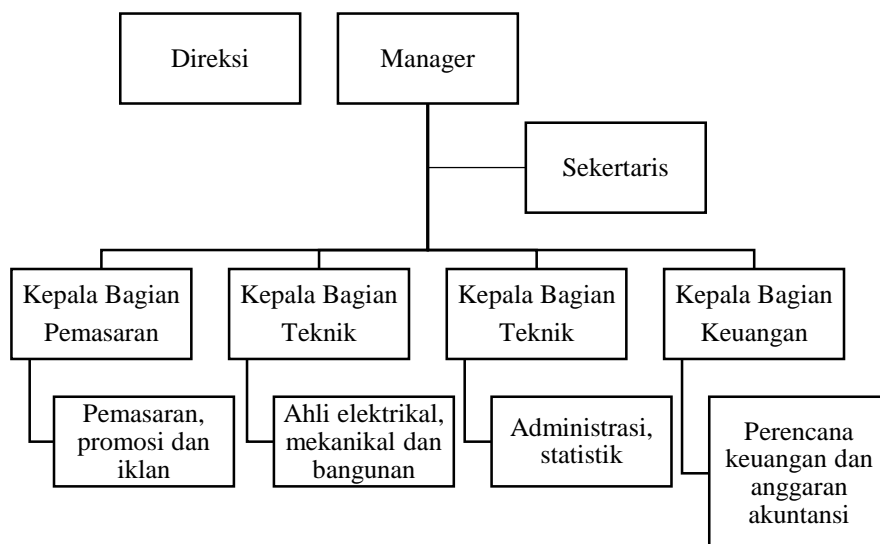 Direksi
Manager
Sekertaris
Kepala Bagian
Pemasaran
Kepala Bagian
Teknik
Kepala Bagian
Teknik
Kepala Bagian
Keuangan
Pemasaran,
promosi dan
iklan
Ahli elektrikal,
mekanikal dan
bangunan
Administrasi,
statistik
Perencana
keuangan dan
anggaran
akuntansi